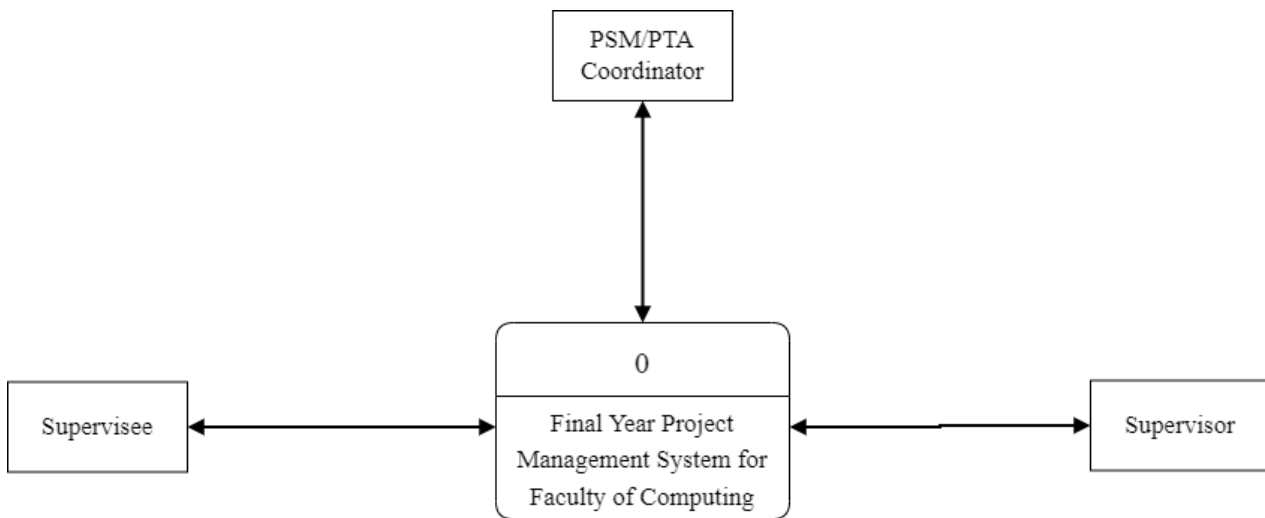 PSM/PTA
Coordinator
0
Supervisee
Final Year Project
Management System for
Faculty of Computing
Supervisor